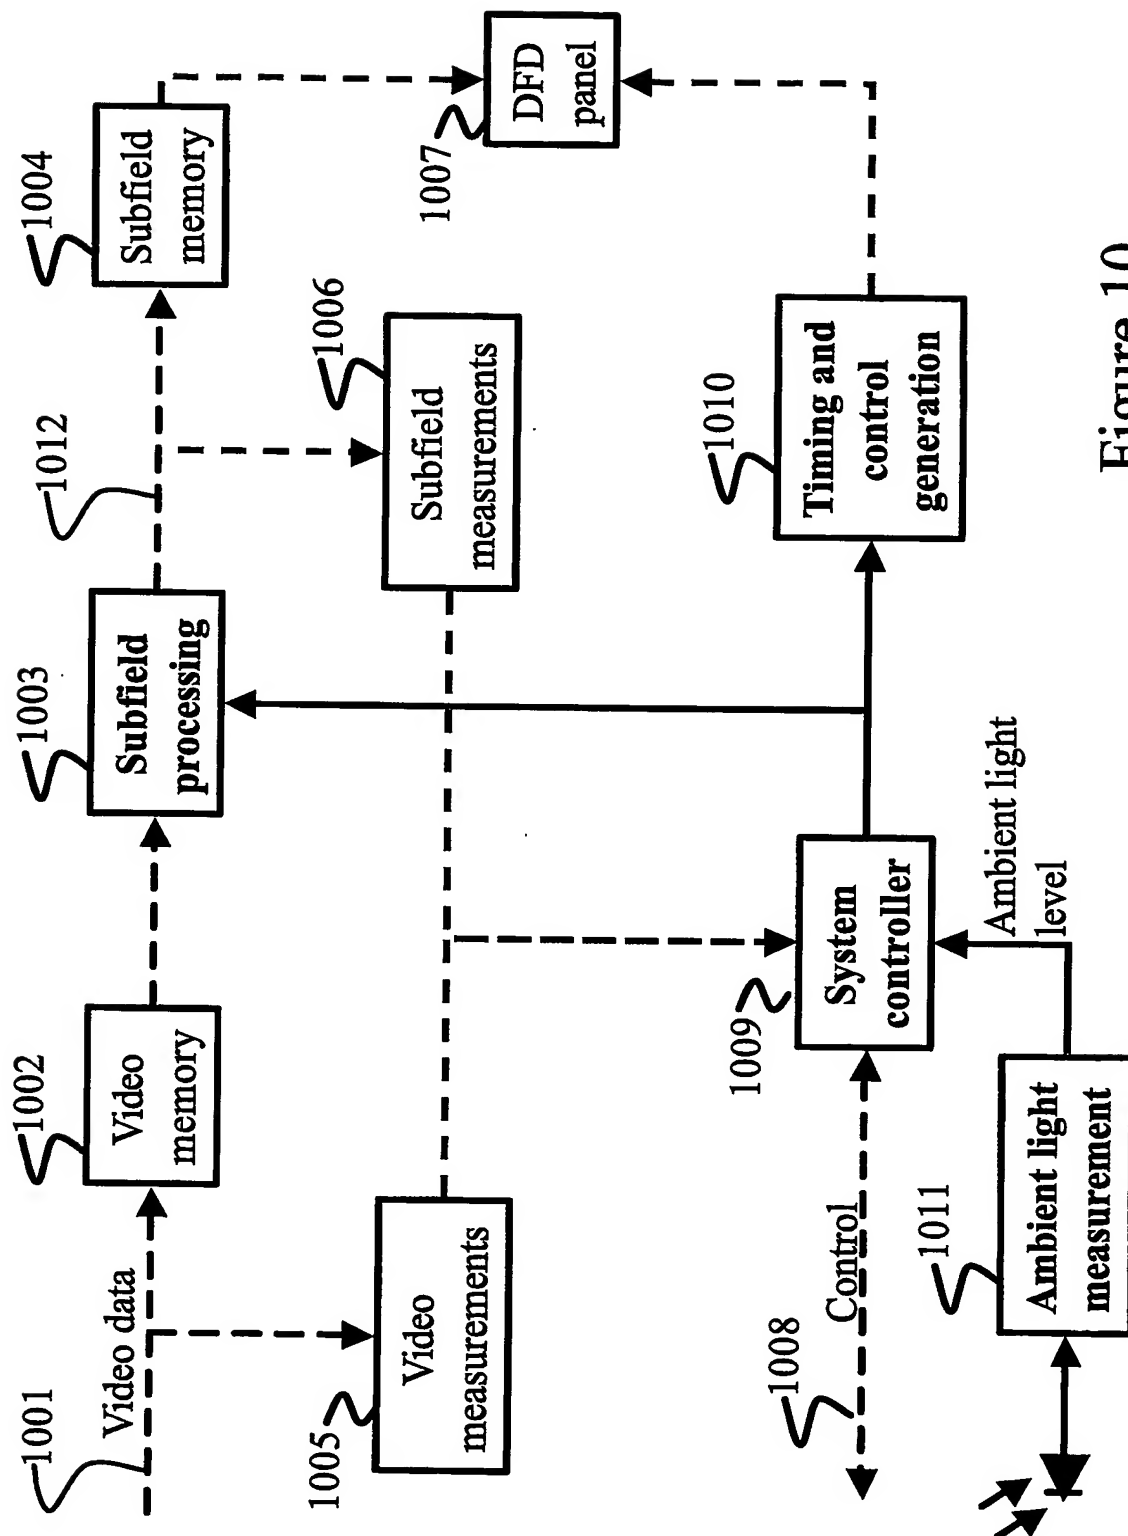 1001
Video data
1002
Video
memory
1003
Subfield
processing
1012
1004
Subfield
memory
1005
Video
measurements
1006
Subfield
measurements
1007
DFD
panel
1008
Control
1009
System
controller
1010
Timing and
control
generation
Ambient light
level
1011
Ambient light
measurement
Figure 10